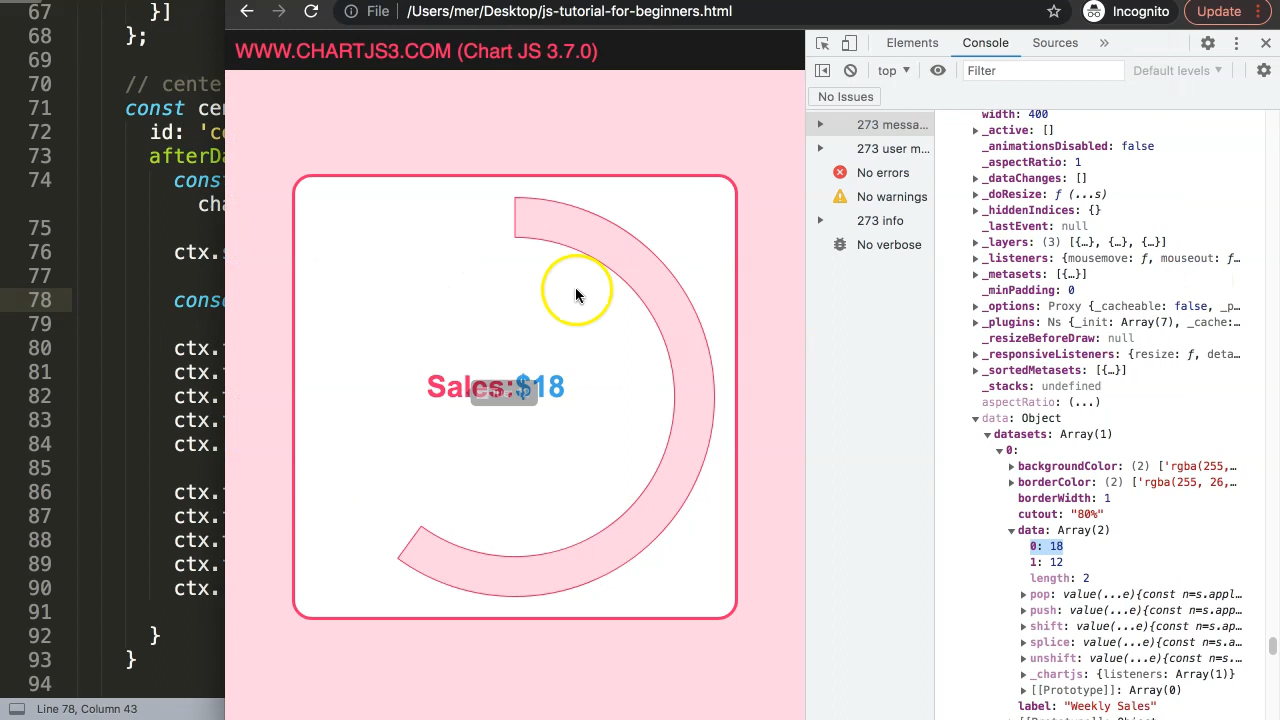 67 }]
68 };
69
70 // cente
71 const cen
72 id: 'co
73 afterDa
74 cons
cha
75
76 ctx.s
77
78 conso
79
80 ctx.
81 ctx.
82 ctx.
83 ctx.
84 ctx.
85
86 ctx.
87 ctx.
88 ctx.
89 ctx.
90 ctx.
91
92 }
93 }
94
Line 78, Column 43
File | /Users/mer/Desktop/js-tutorial-for-beginners.html
Incognito
Update
WWW.CHARTJS3.COM (Chart JS 3.7.0)
Sales:$18
Elements Console Sources »
top ▼ Filter Default levels ▼
No Issues
273 messa…
273 user m…
No errors
No warnings
273 info
No verbose
width: 400
_active: []
_animationsDisabled: false
_aspectRatio: 1
_dataChanges: []
_doResize: ƒ (...s)
_hiddenIndices: {}
_lastEvent: null
_layers: (3) [{…}, {…}, {…}]
_listeners: {mousemove: ƒ, mouseout: ƒ…
_metasets: [{…}]
_minPadding: 0
_options: Proxy {_cacheable: false, _p…
_plugins: Ns {_init: Array(7), _cache:…
_resizeBeforeDraw: null
_responsiveListeners: {resize: ƒ, deta…
_sortedMetasets: [{…}]
_stacks: undefined
aspectRatio: (...)
data: Object
datasets: Array(1)
0:
backgroundColor: (2) ['rgba(255,…
borderColor: (2) ['rgba(255, 26,…
borderWidth: 1
cutout: "80%"
data: Array(2)
0: 18
1: 12
length: 2
pop: value(...e){const n=s.appl…
push: value(...e){const n=s.ap…
shift: value(...e){const n=s.ap…
splice: value(...e){const n=s.a…
unshift: value(...e){const n=s.…
_chartjs: {listeners: Array(1)}
[[Prototype]]: Array(0)
label: "Weekly Sales"